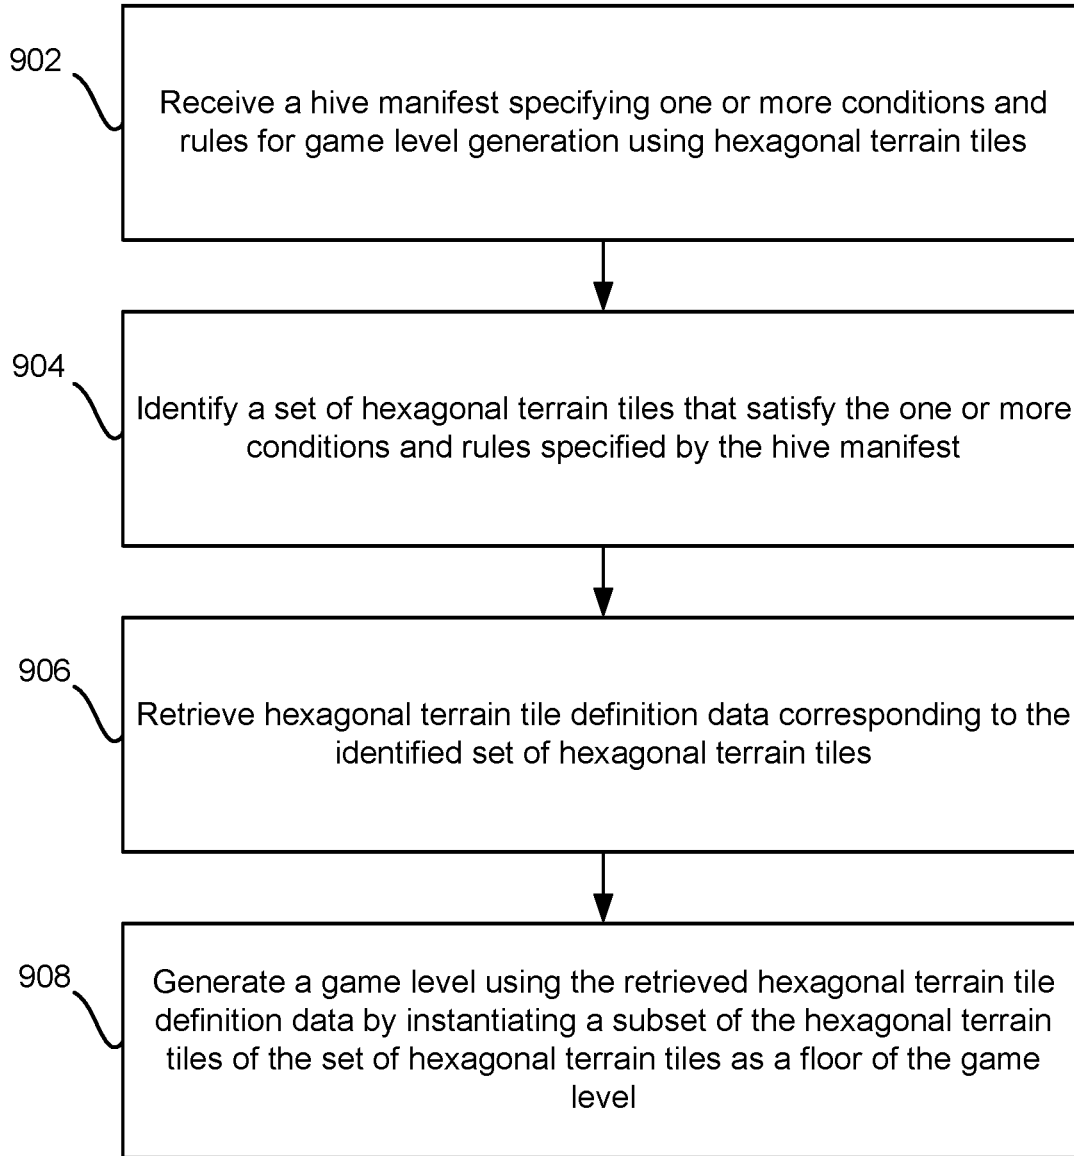 902
Receive a hive manifest specifying one or more conditions and
rules for game level generation using hexagonal terrain tiles
904
Identify a set of hexagonal terrain tiles that satisfy the one or more
conditions and rules specified by the hive manifest
906
Retrieve hexagonal terrain tile definition data corresponding to the
identified set of hexagonal terrain tiles
908
Generate a game level using the retrieved hexagonal terrain tile
definition data by instantiating a subset of the hexagonal terrain
tiles of the set of hexagonal terrain tiles as a floor of the game
level